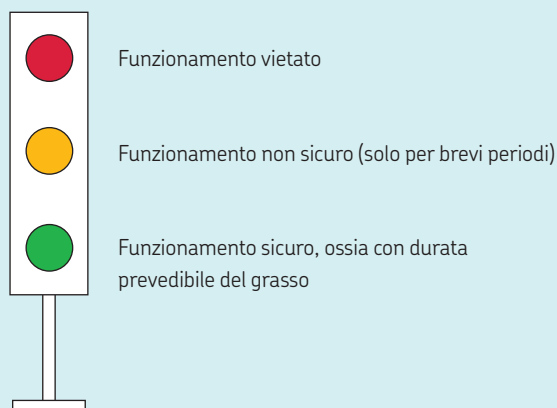 Funzionamento vietato
Funzionamento non sicuro (solo per brevi periodi)
Funzionamento sicuro, ossia con durata
prevedibile del grasso